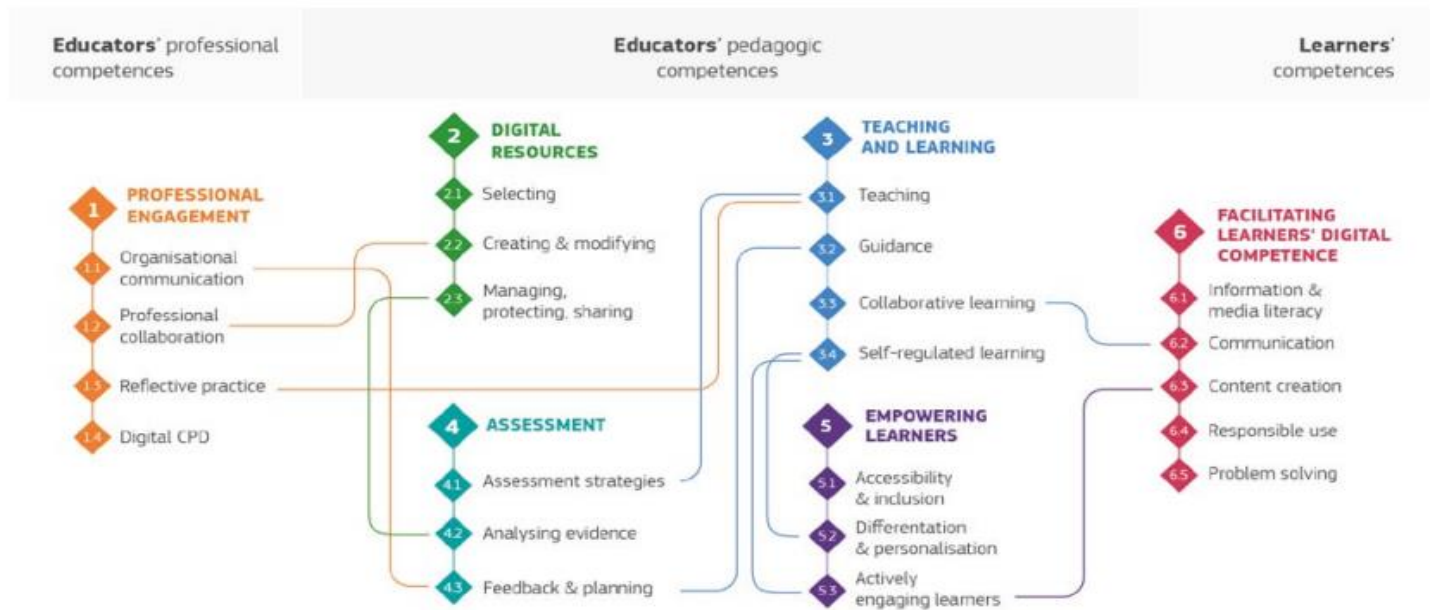 Educators' professional
competences
Educators' pedagogic
competences
Learners'
competences
1
PROFESSIONAL
ENGAGEMENT
1.1
Organisational
communication
1.2
Professional
collaboration
1.3
Reflective practice
1.4
Digital CPD
2
DIGITAL
RESOURCES
2.1
Selecting
2.2
Creating & modifying
2.3
Managing,
protecting, sharing
3
TEACHING
AND LEARNING
3.1
Teaching
3.2
Guidance
3.3
Collaborative learning
3.4
Self-regulated learning
4
ASSESSMENT
4.1
Assessment strategies
4.2
Analysing evidence
4.3
Feedback & planning
5
EMPOWERING
LEARNERS
5.1
Accessibility
& inclusion
5.2
Differentation
& personalisation
5.3
Actively
engaging learners
6
FACILITATING
LEARNERS' DIGITAL
COMPETENCE
6.1
Information &
media literacy
6.2
Communication
6.3
Content creation
6.4
Responsible use
6.5
Problem solving